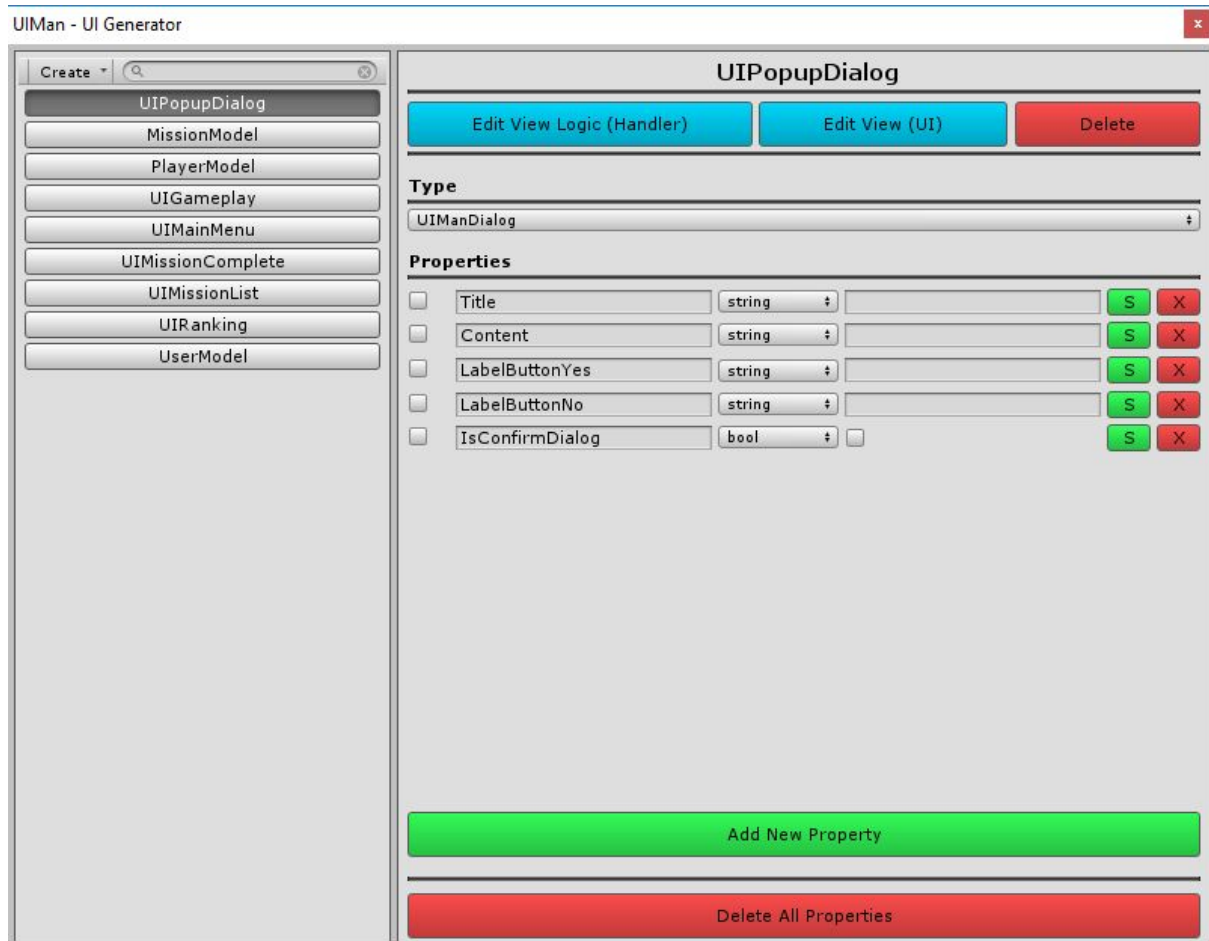 UIMan - UI Generator
x
Create
UIPopupDialog
MissionModel
PlayerModel
UIGameplay
UIMainMenu
UIMissionComplete
UIMissionList
UIRanking
UserModel
UIPopupDialog
Edit View Logic (Handler) Edit View (UI) Delete
Type
UIManDialog
Properties
Title string S X
Content string S X
LabelButtonYes string S X
LabelButtonNo string S X
IsConfirmDialog bool S X
Add New Property
Delete All Properties